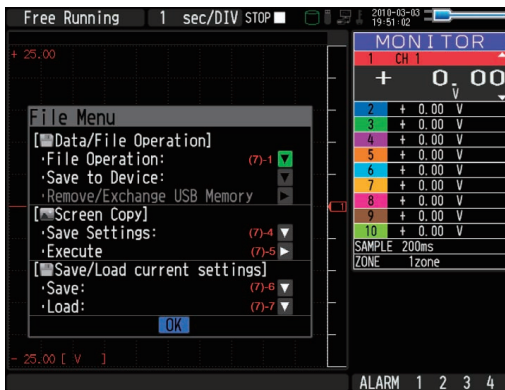 Free Running 1 sec/DIV STOP 2010-03-03 19:51:02
+ 25.00
File Menu
[Data/File Operation]
·File Operation: (7)-1
·Save to Device:
·Remove/Exchange USB Memory
[Screen Copy]
·Save Settings: (7)-4
·Execute (7)-5
[Save/Load current settings]
·Save: (7)-6
·Load: (7)-7
OK
- 25.00 [ V ]
MONITOR
1 CH 1
+ 0.00
V
2 + 0.00 V
3 + 0.00 V
4 + 0.00 V
5 + 0.00 V
6 + 0.00 V
7 + 0.00 V
8 + 0.00 V
9 + 0.00 V
10 + 0.00 V
SAMPLE 200ms
ZONE 1zone
ALARM 1 2 3 4